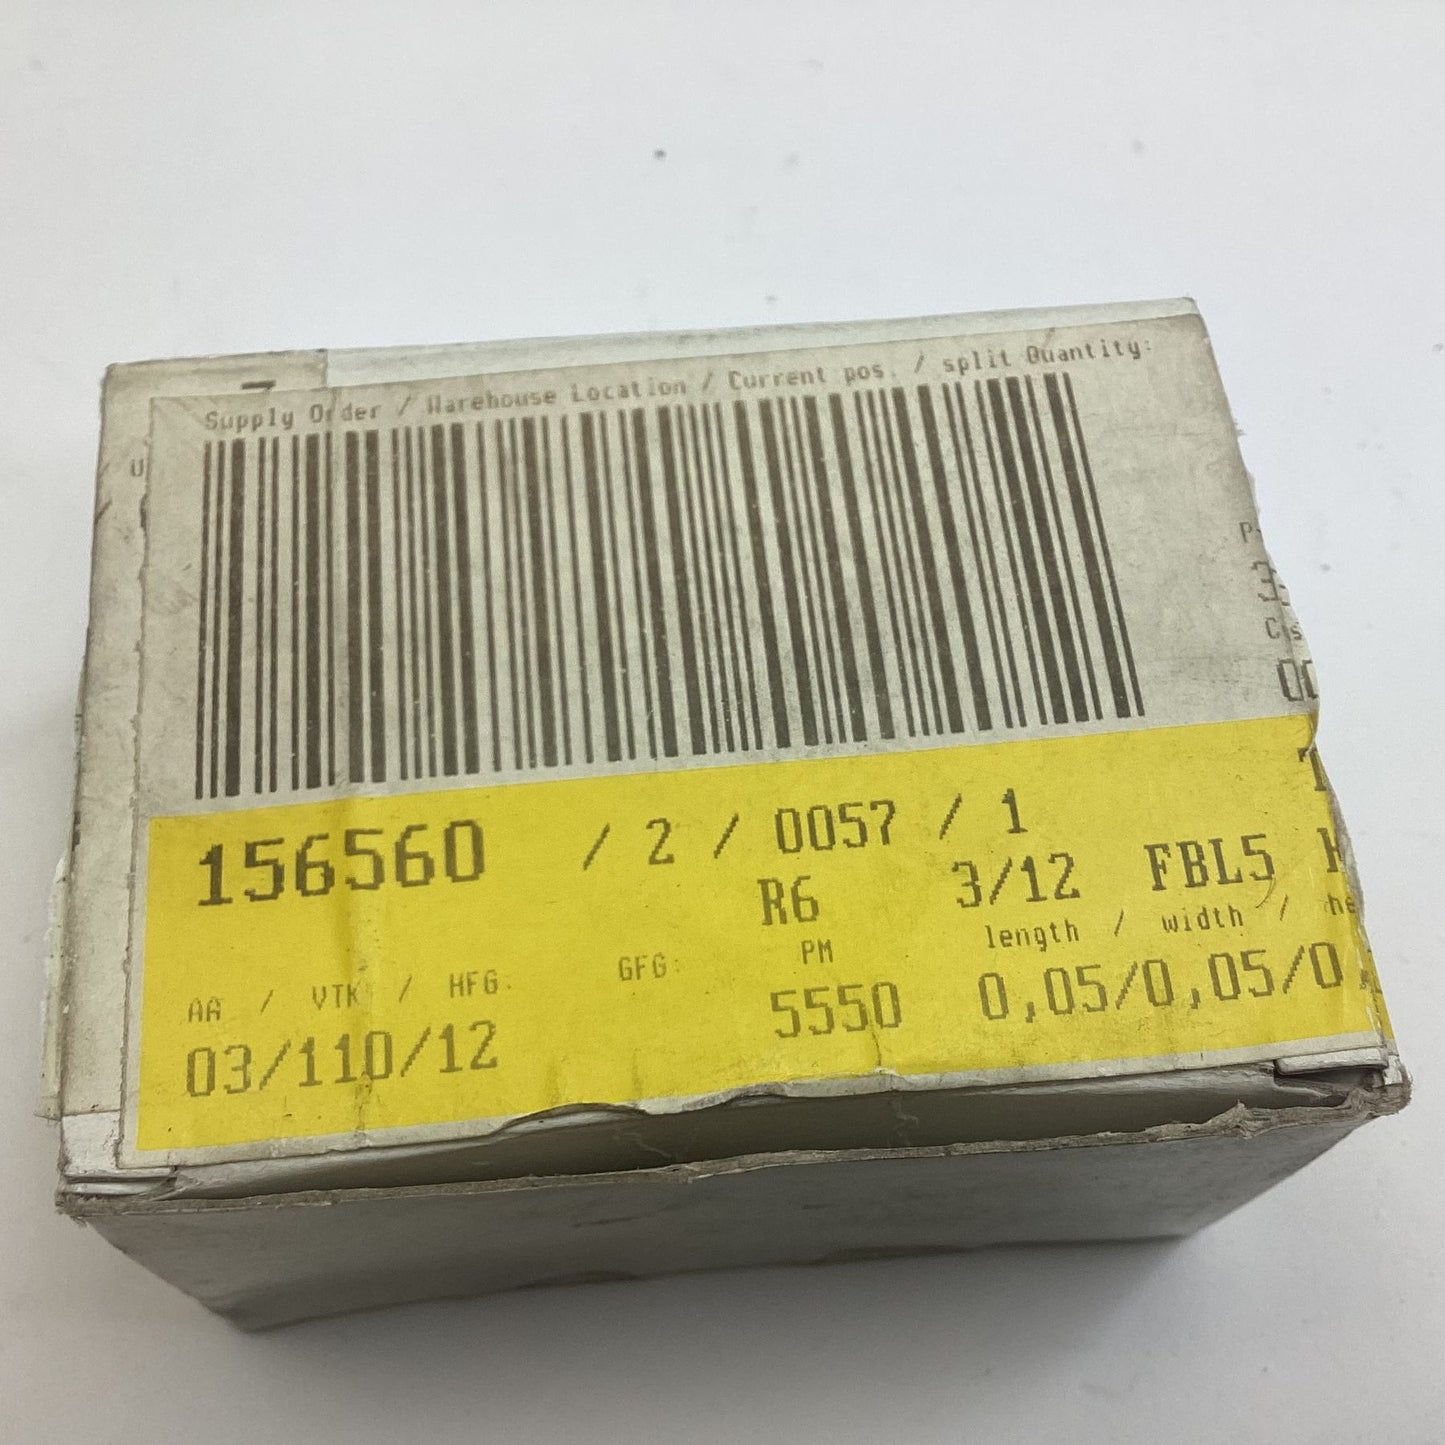 Supply Order / Warehouse Location / Current pos. / split Quantity:
156560 / 2 / 0057 / 1
R6 3/12 FBL5
length / width /
AA / VTK / HFG. GFG: PM
03/110/12 5550 0,05/0,05/0,